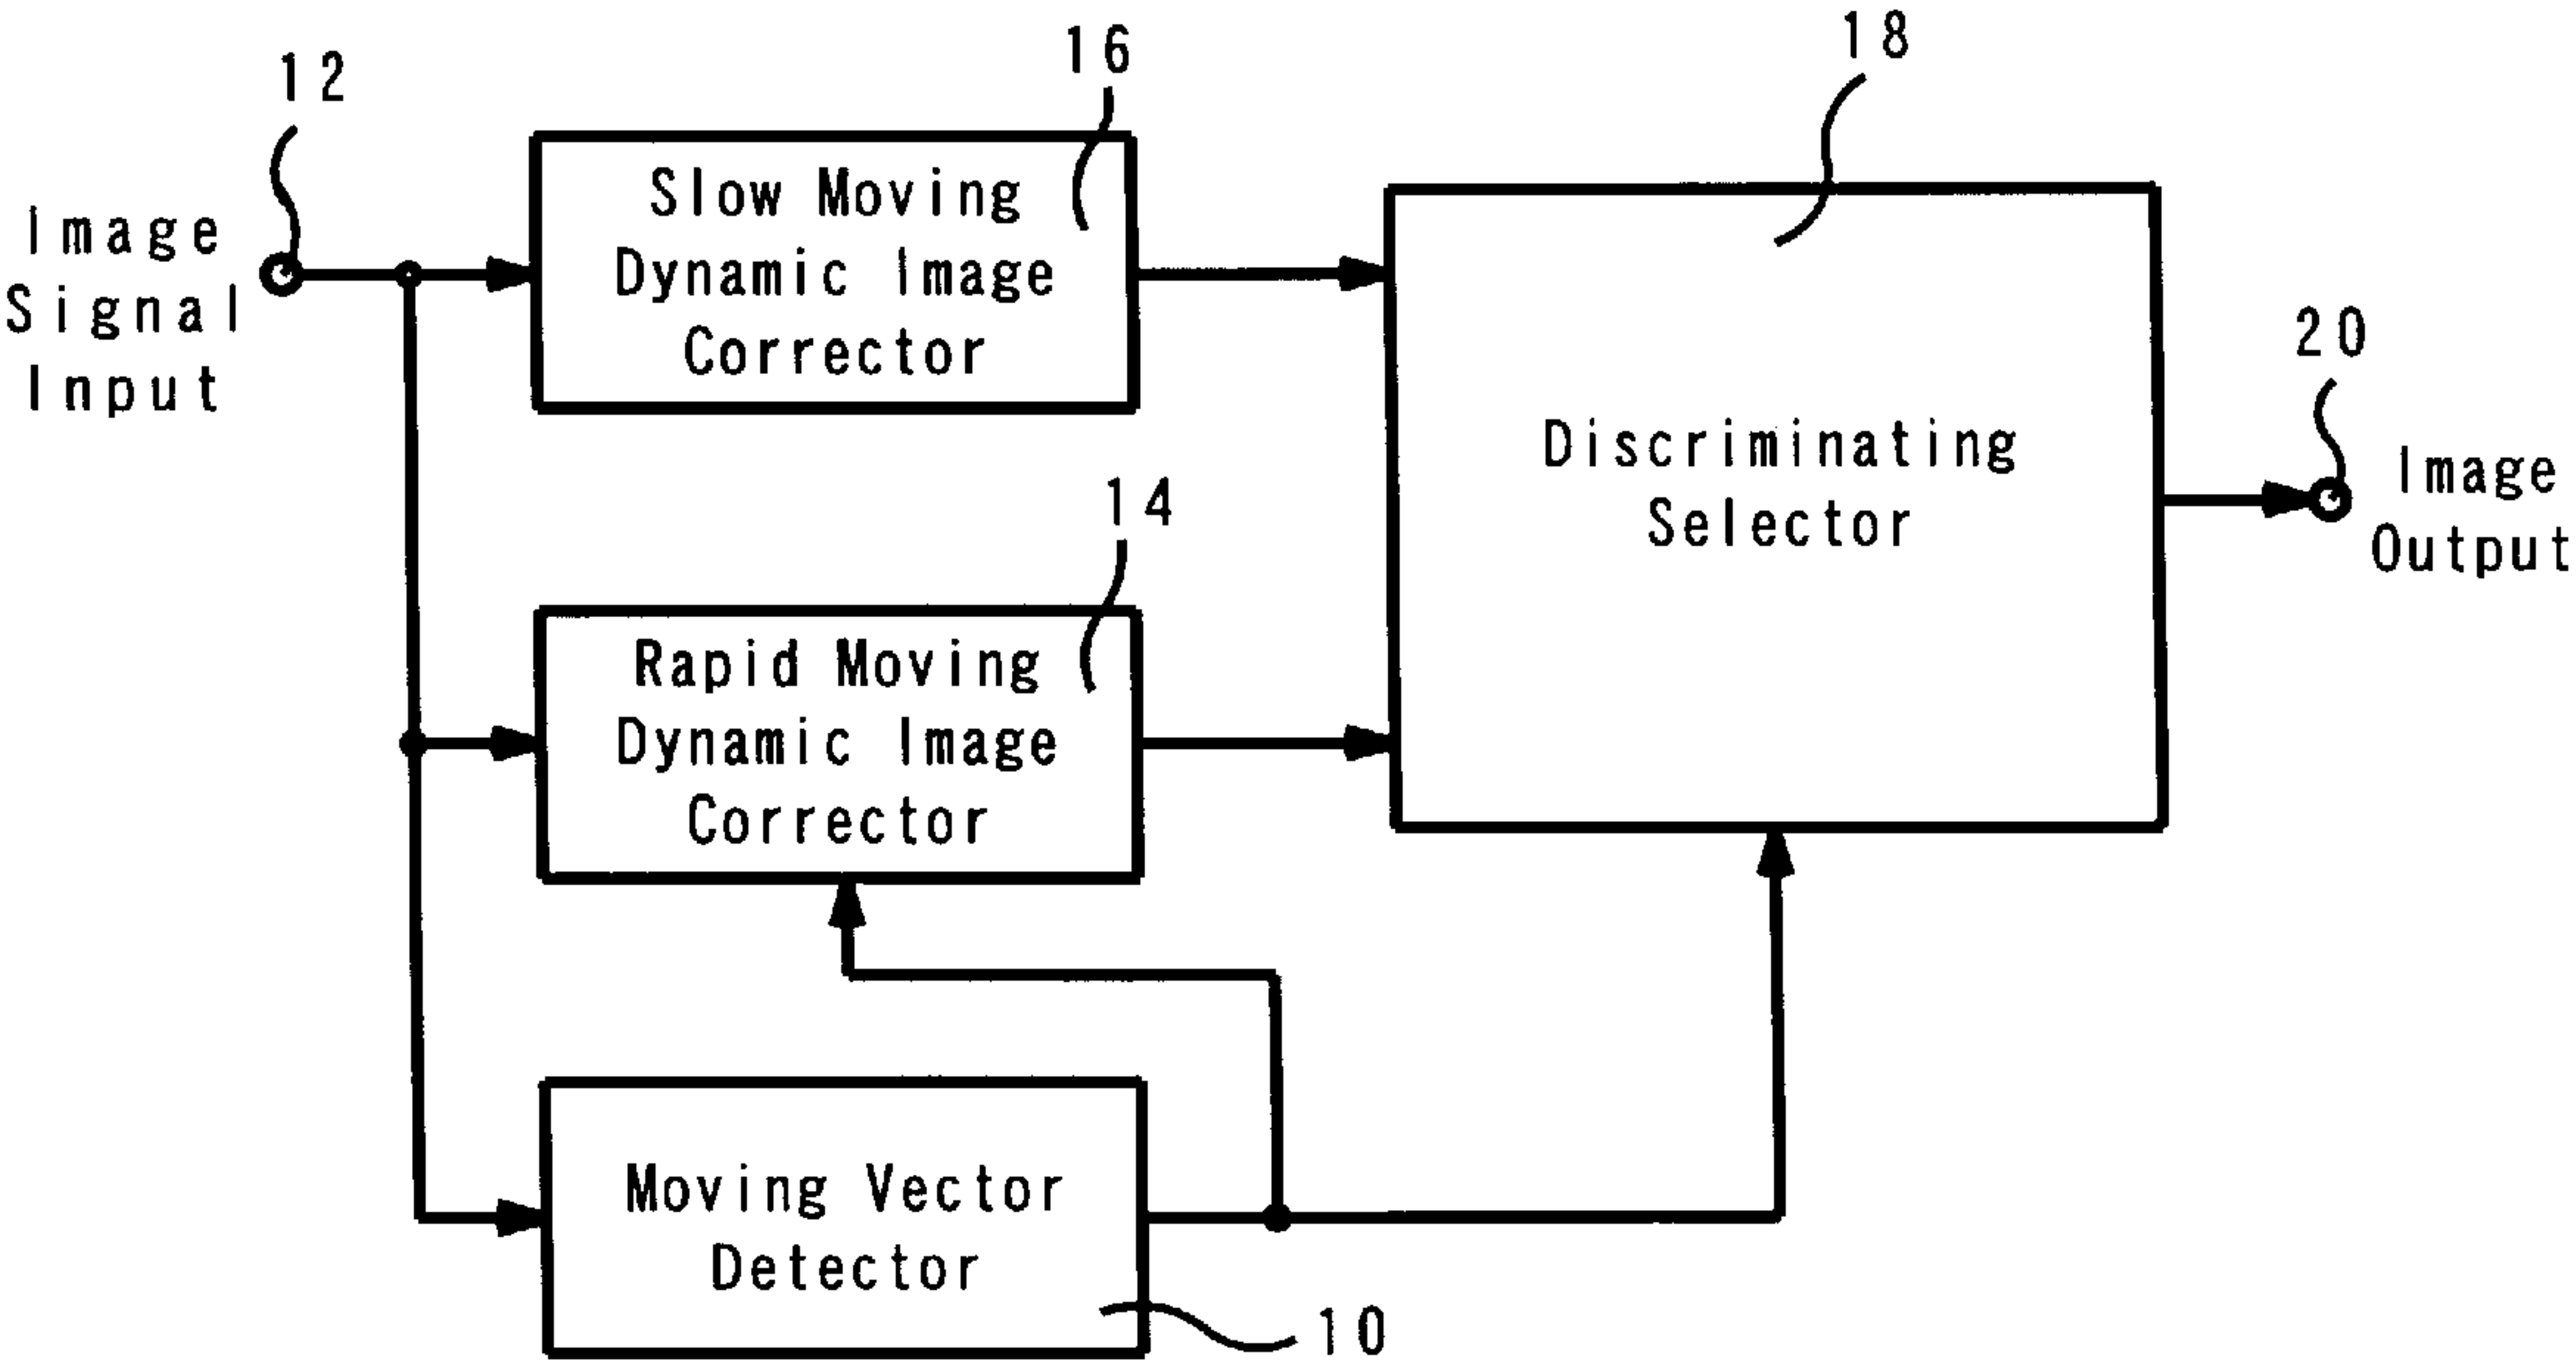 12
16
18
Image
Signal
Input
Slow Moving
Dynamic Image
Corrector
Discriminating
Selector
20
Image
Output
14
Rapid Moving
Dynamic Image
Corrector
Moving Vector
Detector
10